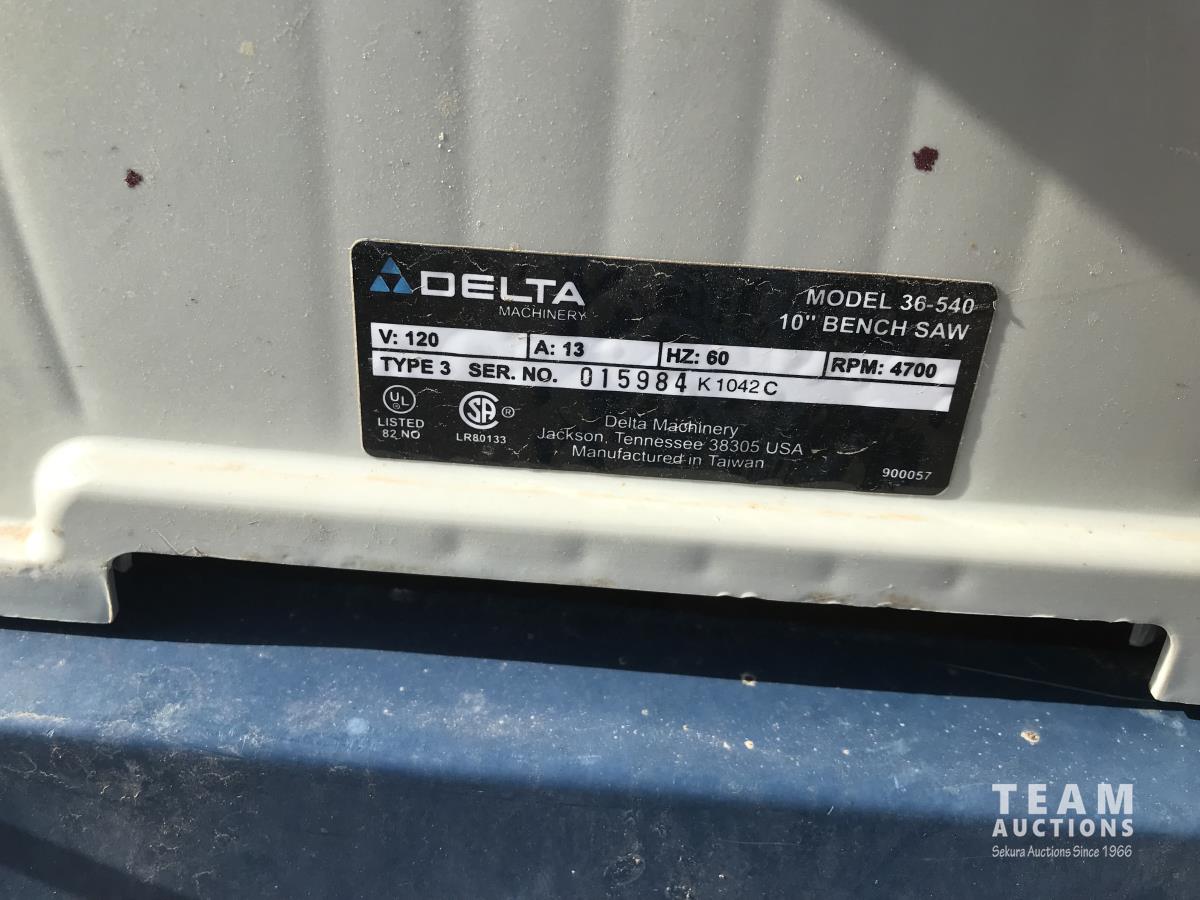 DELTA
MACHINERY
MODEL 36-540
10" BENCH SAW
V: 120 A: 13 HZ: 60 RPM: 4700
TYPE 3 SER. NO. 015984 K1042C
UL
LISTED
82 NO
SA ®
LR80133
Delta Machinery
Jackson, Tennessee 38305 USA
Manufactured in Taiwan
900057
TEAM
AUCTIONS
Sekura Auctions Since 1966